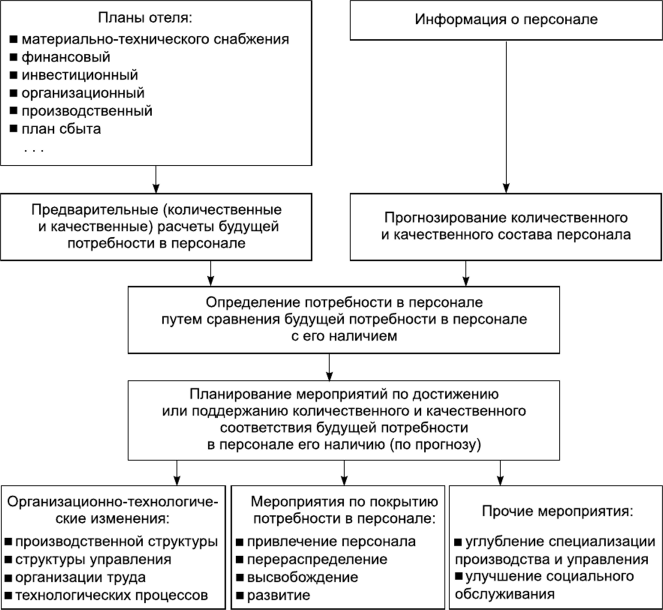 Планы отеля:
■ материально-технического снабжения
■ финансовый
■ инвестиционный
■ организационный
■ производственный
■ план сбыта
. . .
Информация о персонале
Предварительные (количественные
и качественные) расчеты будущей
потребности в персонале
Прогнозирование количественного
и качественного состава персонала
Определение потребности в персонале
путем сравнения будущей потребности в персонале
с его наличием
Планирование мероприятий по достижению
или поддержанию количественного и качественного
соответствия будущей потребности
в персонале его наличию (по прогнозу)
Организационно-технологиче-
ские изменения:
■ производственной структуры
■ структуры управления
■ организации труда
■ технологических процессов
Мероприятия по покрытию
потребности в персонале:
■ привлечение персонала
■ перераспределение
■ высвобождение
■ развитие
Прочие мероприятия:
■ углубление специализации
производства и управления
■ улучшение социального
обслуживания